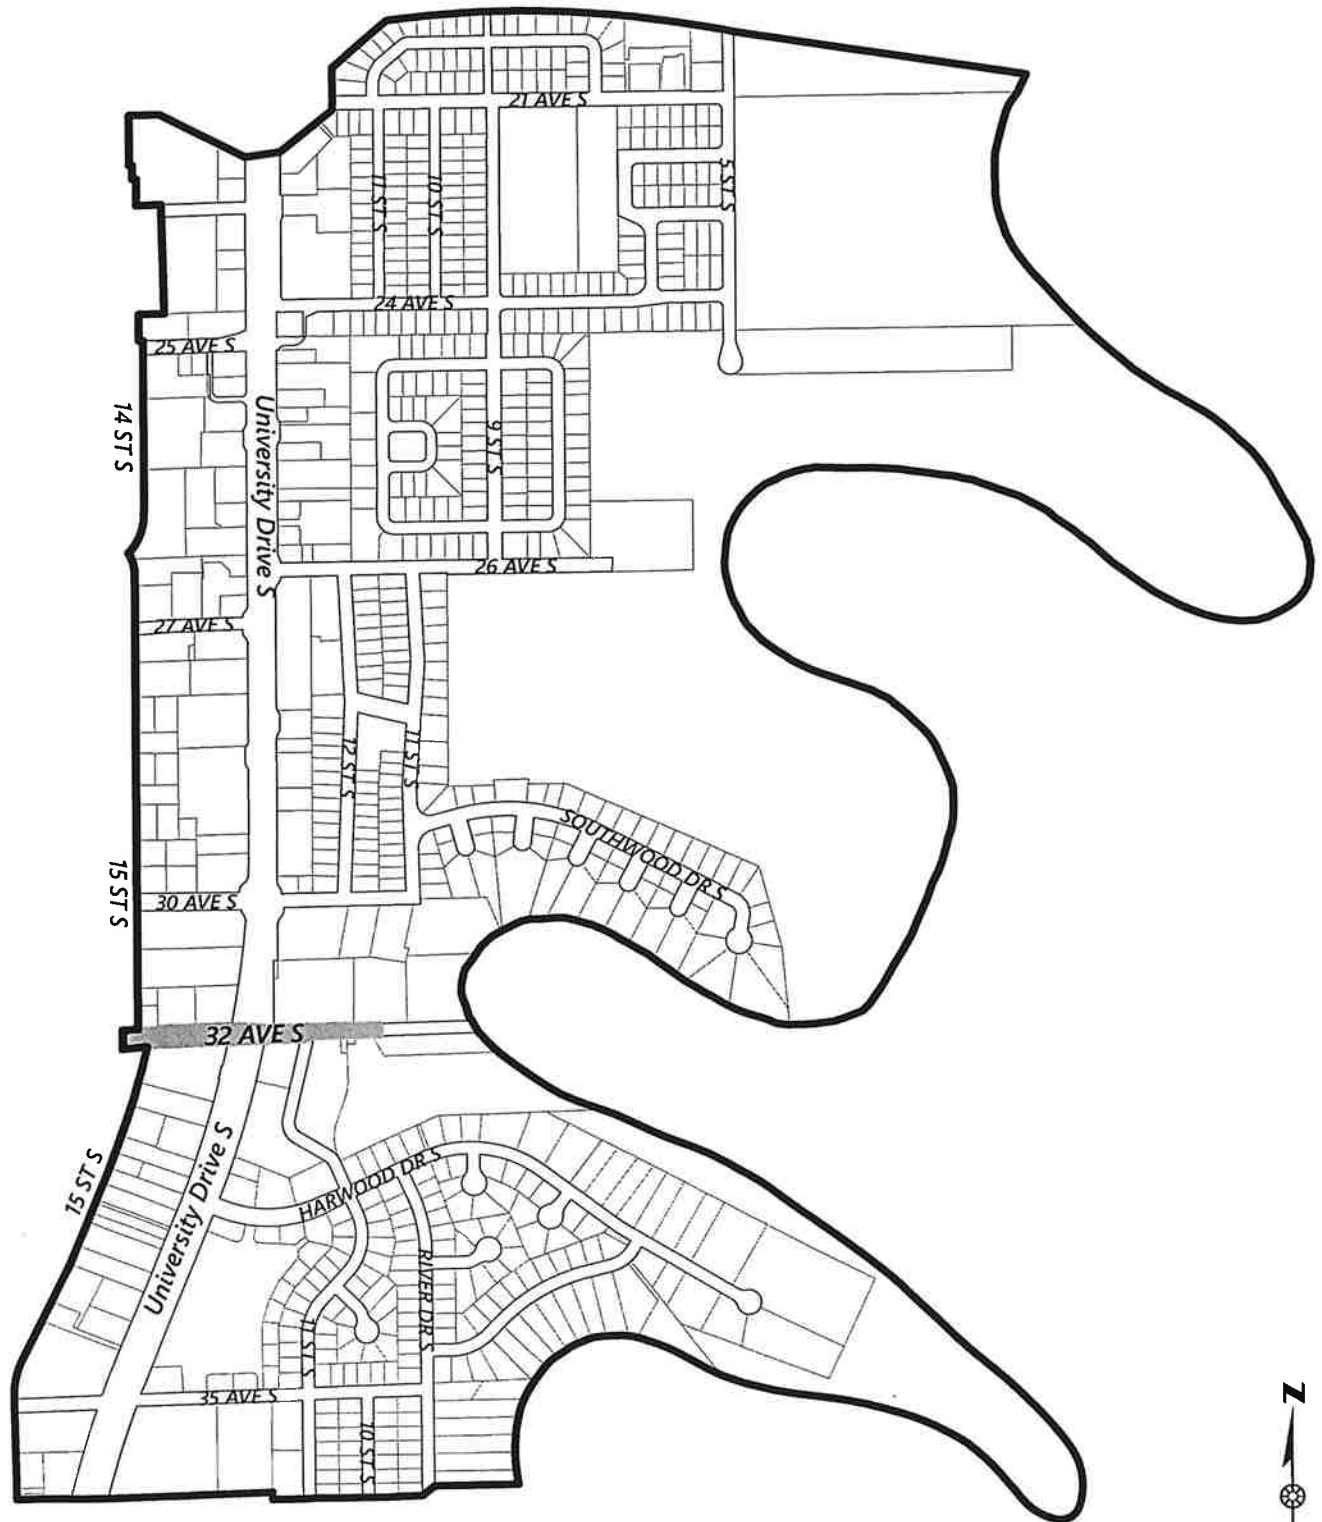 21 AVE S
11 ST S
10 ST S
5 ST S
24 AVE S
25 AVE S
14 ST S
University Drive S
9 ST S
26 AVE S
27 AVE S
12 ST S
11 ST S
SOUTHWOOD DR S
15 ST S
30 AVE S
32 AVE S
15 ST S
University Drive S
HARWOOD DR S
RIVER DR S
11 ST S
35 AVE S
10 ST S
N